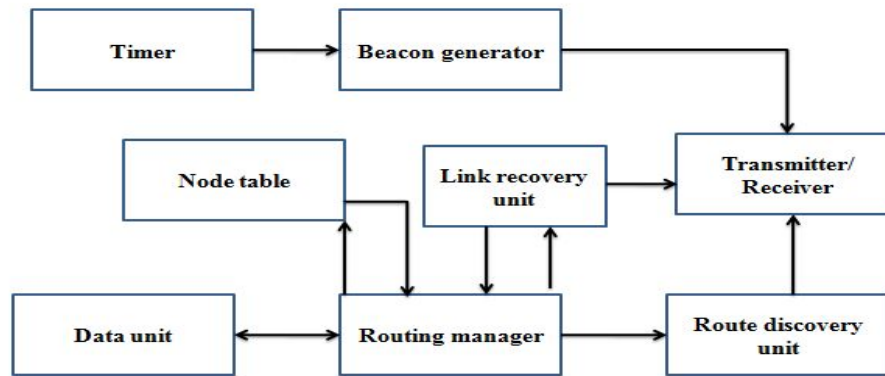 Timer
Beacon generator
Node table
Link recovery
unit
Transmitter/
Receiver
Data unit
Routing manager
Route discovery
unit